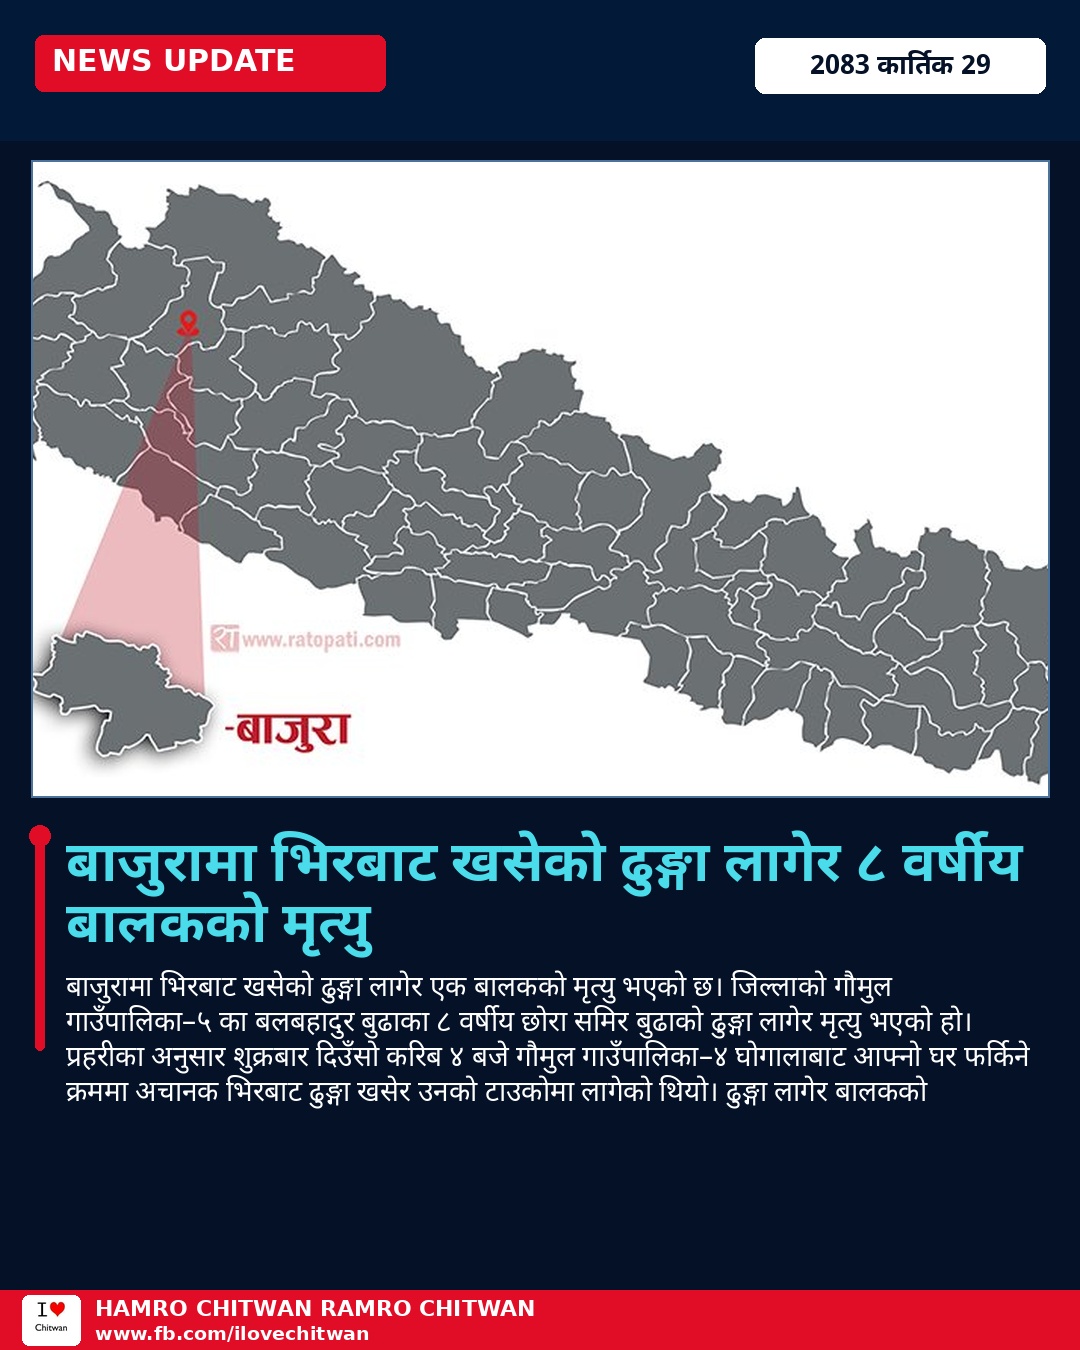 NEWS UPDATE
2083 कार्तिक 29
रा www.ratopati.com
-बाजुरा
बाजुरामा भिरबाट खसेको ढुङ्गा लागेर ८ वर्षीय
बालकको मृत्यु
बाजुरामा भिरबाट खसेको ढुङ्गा लागेर एक बालकको मृत्यु भएको छ। जिल्लाको गौमुल
गाउँपालिका–५ का बलबहादुर बुढाका ८ वर्षीय छोरा समिर बुढाको ढुङ्गा लागेर मृत्यु भएको हो।
प्रहरीका अनुसार शुक्रबार दिउँसो करिब ४ बजे गौमुल गाउँपालिका–४ घोगालाबाट आफ्नो घर फर्किने
क्रममा अचानक भिरबाट ढुङ्गा खसेर उनको टाउकोमा लागेको थियो। ढुङ्गा लागेर बालकको
I ♥
Chitwan
HAMRO CHITWAN RAMRO CHITWAN
www.fb.com/ilovechitwan